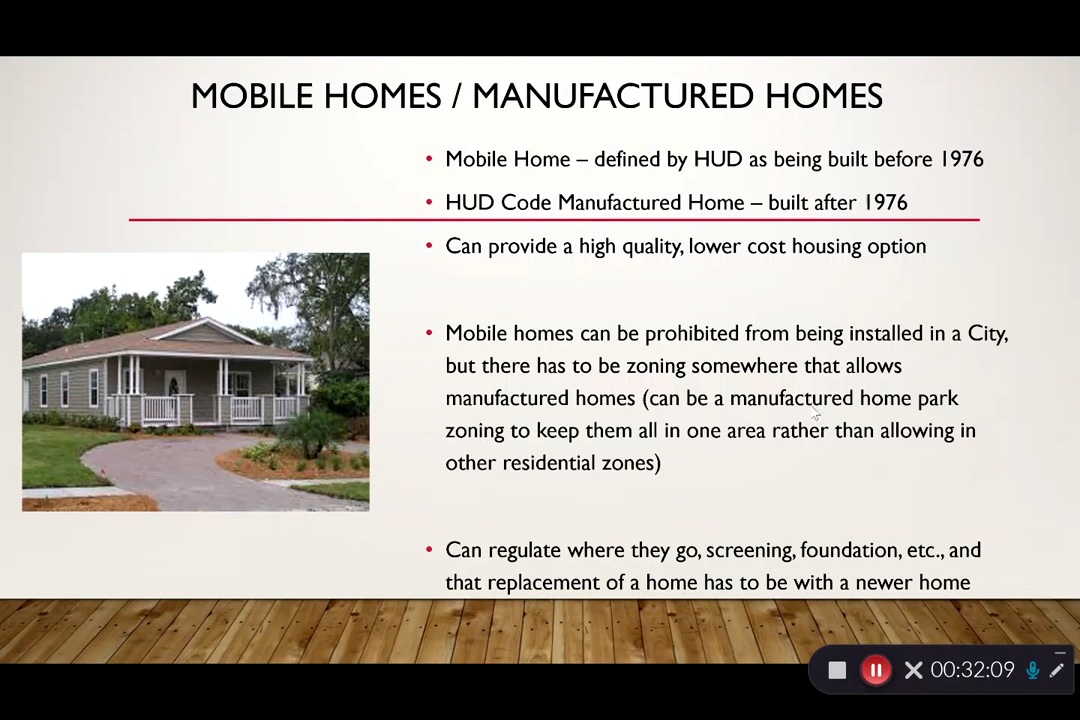 MOBILE HOMES / MANUFACTURED HOMES
• Mobile Home – defined by HUD as being built before 1976
• HUD Code Manufactured Home – built after 1976
• Can provide a high quality, lower cost housing option
• Mobile homes can be prohibited from being installed in a City,
but there has to be zoning somewhere that allows
manufactured homes (can be a manufactured home park
zoning to keep them all in one area rather than allowing in
other residential zones)
• Can regulate where they go, screening, foundation, etc., and
that replacement of a home has to be with a newer home
00:32:09